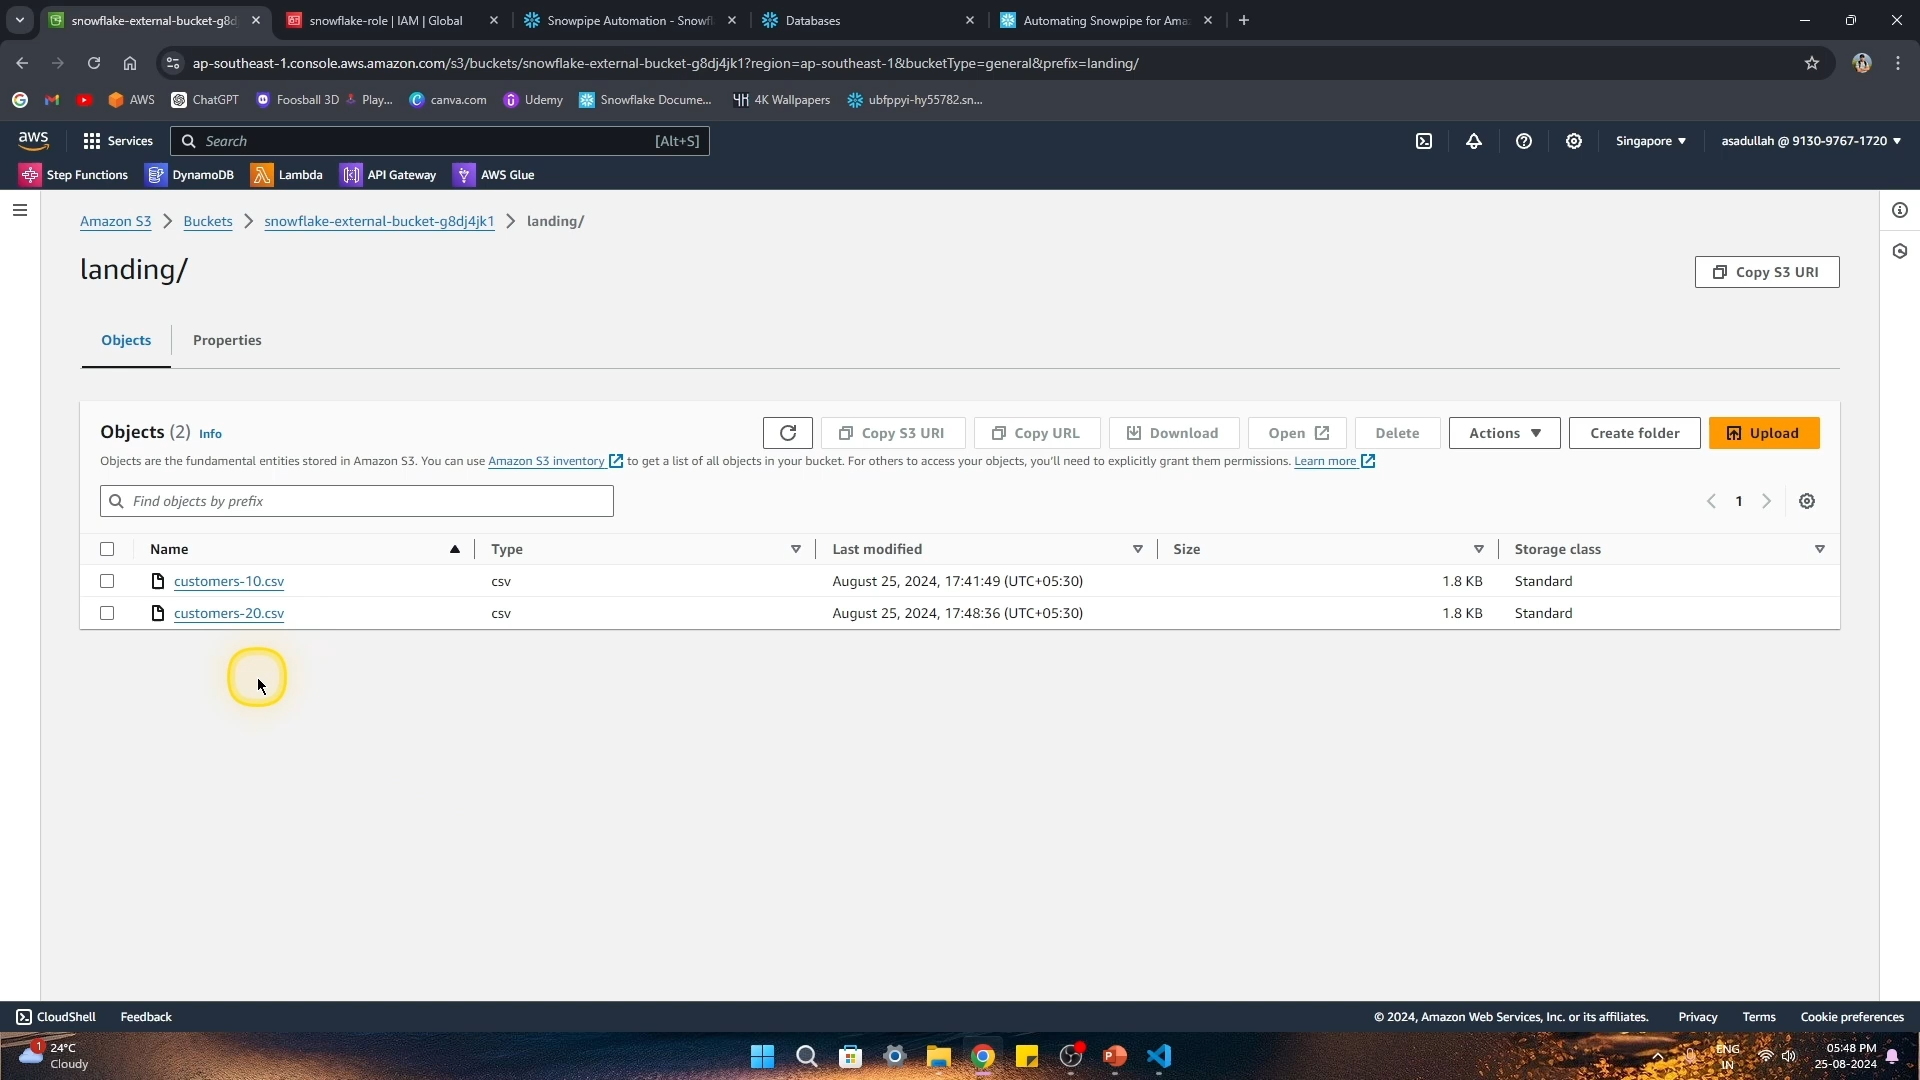 snowflake-external-bucket-g8d
snowflake-role | IAM | Global
Snowpipe Automation - Snowfl
Databases
Automating Snowpipe for Ama
ap-southeast-1.console.aws.amazon.com/s3/buckets/snowflake-external-bucket-g8dj4jk1?region=ap-southeast-1&bucketType=general&prefix=landing/
AWS
ChatGPT
Foosball 3D
Play...
canva.com
Udemy
Snowflake Docume...
4K Wallpapers
ubfppyi-hy55782.sn...
aws
Services
Search
[Alt+S]
Singapore
asadullah @ 9130-9767-1720
Step Functions
DynamoDB
Lambda
API Gateway
AWS Glue
Amazon S3
Buckets
snowflake-external-bucket-g8dj4jk1
landing/
landing/
Copy S3 URI
Objects
Properties
Objects (2) Info
Copy S3 URI
Copy URL
Download
Open
Delete
Actions
Create folder
Upload
Objects are the fundamental entities stored in Amazon S3. You can use Amazon S3 inventory to get a list of all objects in your bucket. For others to access your objects, you'll need to explicitly grant them permissions. Learn more
Find objects by prefix
1
Name Type Last modified Size Storage class
customers-10.csv csv August 25, 2024, 17:41:49 (UTC+05:30) 1.8 KB Standard
customers-20.csv csv August 25, 2024, 17:48:36 (UTC+05:30) 1.8 KB Standard
CloudShell
Feedback
© 2024, Amazon Web Services, Inc. or its affiliates.
Privacy
Terms
Cookie preferences
1
24°C
Cloudy
ENG
IN
05:48 PM
25-08-2024